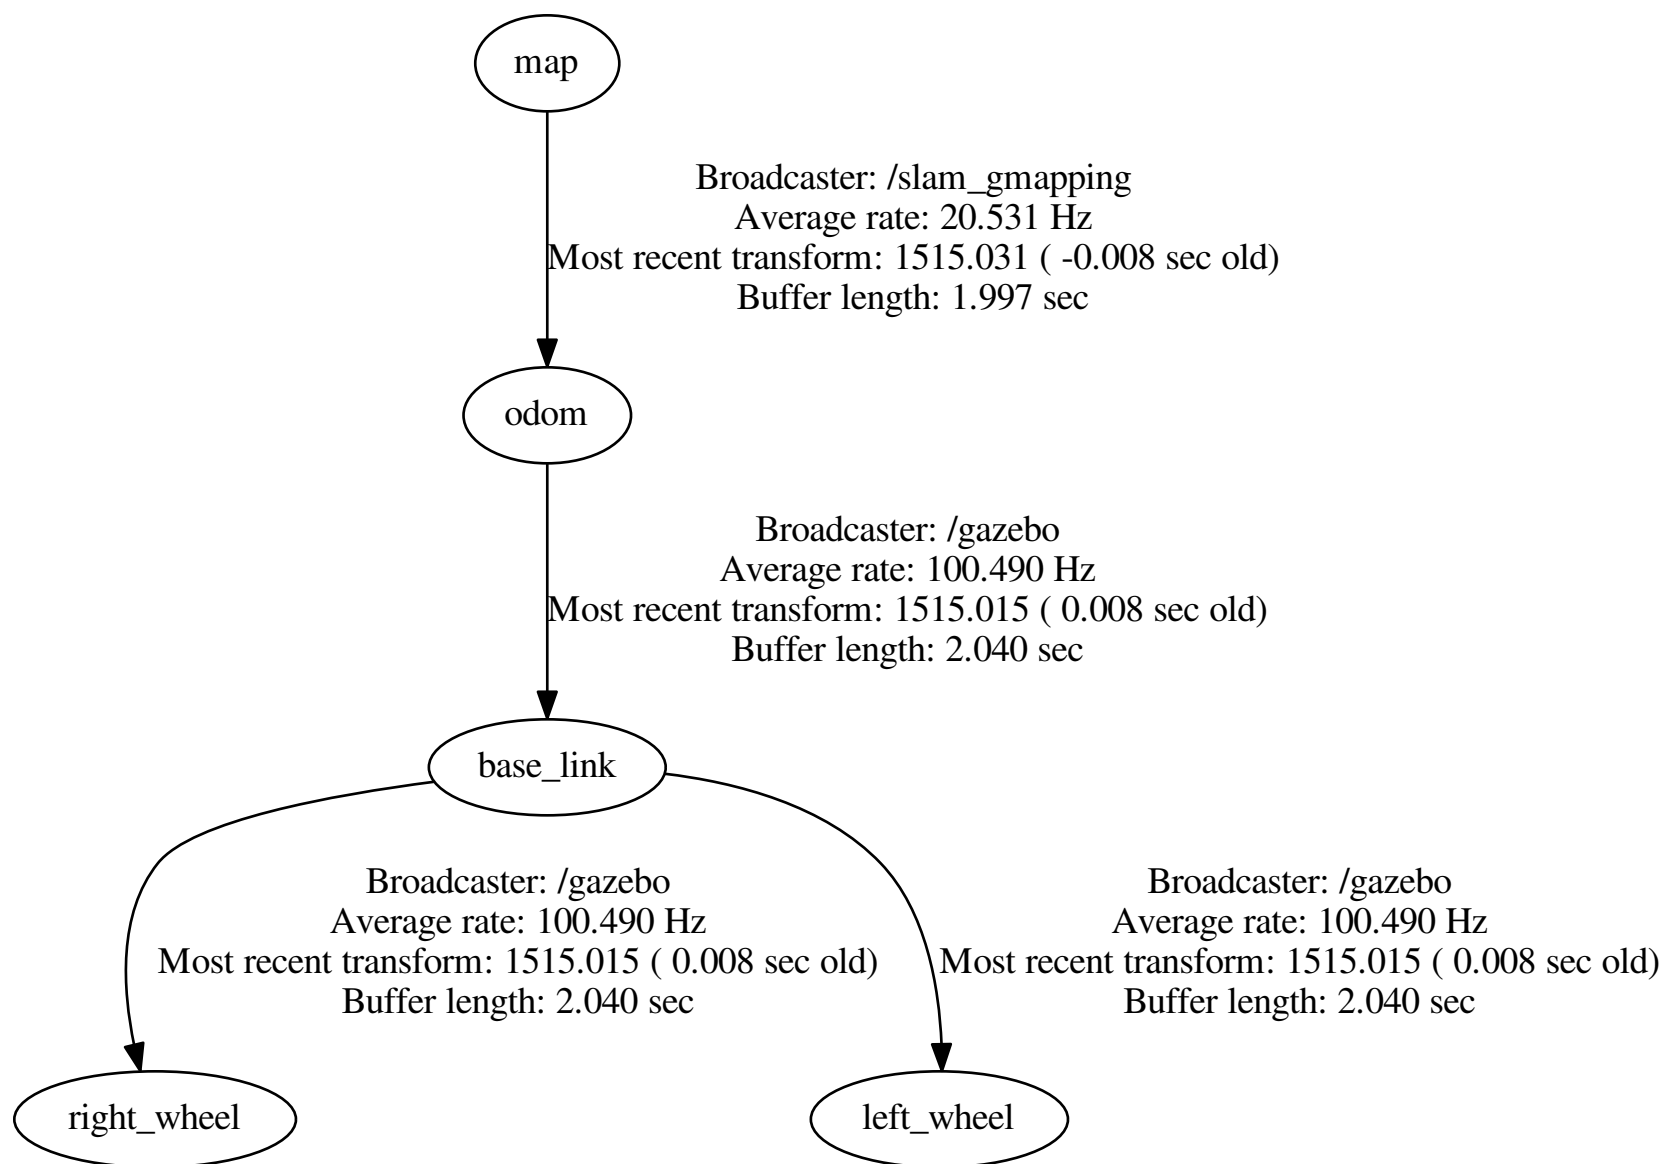 map
Broadcaster: /slam_gmapping
Average rate: 20.531 Hz
Most recent transform: 1515.031 ( -0.008 sec old)
Buffer length: 1.997 sec
odom
Broadcaster: /gazebo
Average rate: 100.490 Hz
Most recent transform: 1515.015 ( 0.008 sec old)
Buffer length: 2.040 sec
base_link
Broadcaster: /gazebo
Average rate: 100.490 Hz
Most recent transform: 1515.015 ( 0.008 sec old)
Buffer length: 2.040 sec
Broadcaster: /gazebo
Average rate: 100.490 Hz
Most recent transform: 1515.015 ( 0.008 sec old)
Buffer length: 2.040 sec
right_wheel
left_wheel